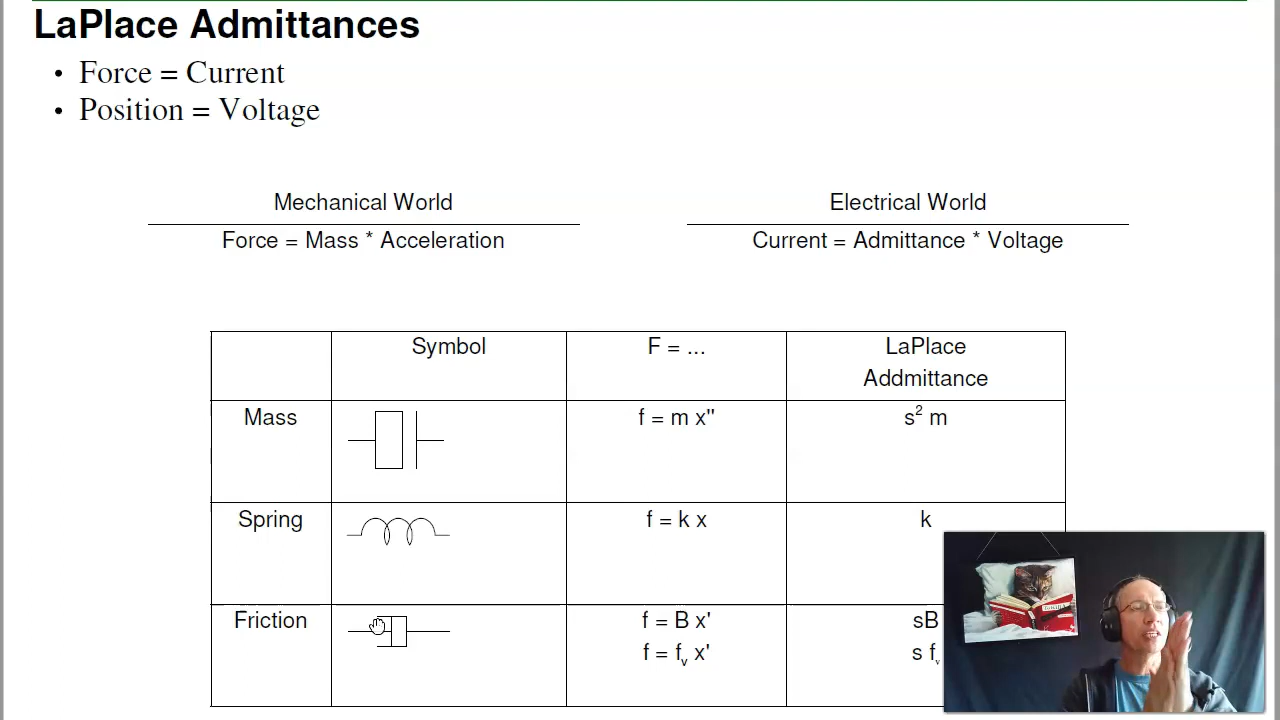 LaPlace Admittances
• Force = Current
• Position = Voltage
Mechanical World
Force = Mass * Acceleration
Electrical World
Current = Admittance * Voltage
Symbol F = ... LaPlace
Addmittance
Mass f = m x'' s² m
Spring f = k x k
Friction f = B x' sB
f = fᵥ x' s fᵥ